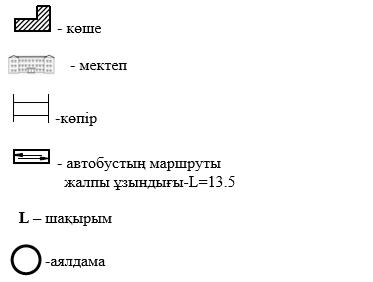 - көше
- мектеп
-көпір
- автобустың маршруты
жалпы ұзындығы-L=13.5
L – шақырым
-аялдама